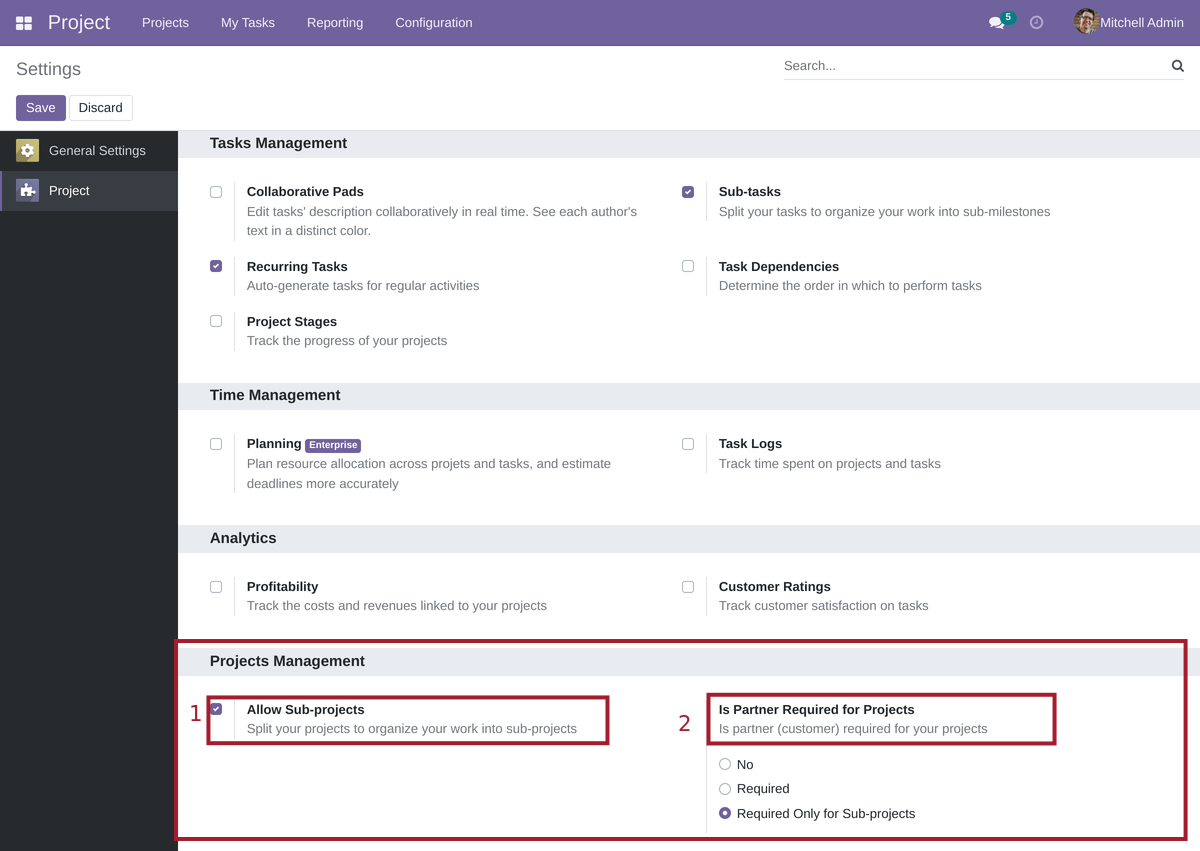 Project
Projects
My Tasks
Reporting
Configuration
5
Mitchell Admin
Settings
Search...
Save
Discard
General Settings
Project
Tasks Management
Collaborative Pads
Edit tasks' description collaboratively in real time. See each author's
text in a distinct color.
Sub-tasks
Split your tasks to organize your work into sub-milestones
Recurring Tasks
Auto-generate tasks for regular activities
Task Dependencies
Determine the order in which to perform tasks
Project Stages
Track the progress of your projects
Time Management
Planning Enterprise
Plan resource allocation across projets and tasks, and estimate
deadlines more accurately
Task Logs
Track time spent on projects and tasks
Analytics
Profitability
Track the costs and revenues linked to your projects
Customer Ratings
Track customer satisfaction on tasks
Projects Management
1
Allow Sub-projects
Split your projects to organize your work into sub-projects
2
Is Partner Required for Projects
Is partner (customer) required for your projects
No
Required
Required Only for Sub-projects